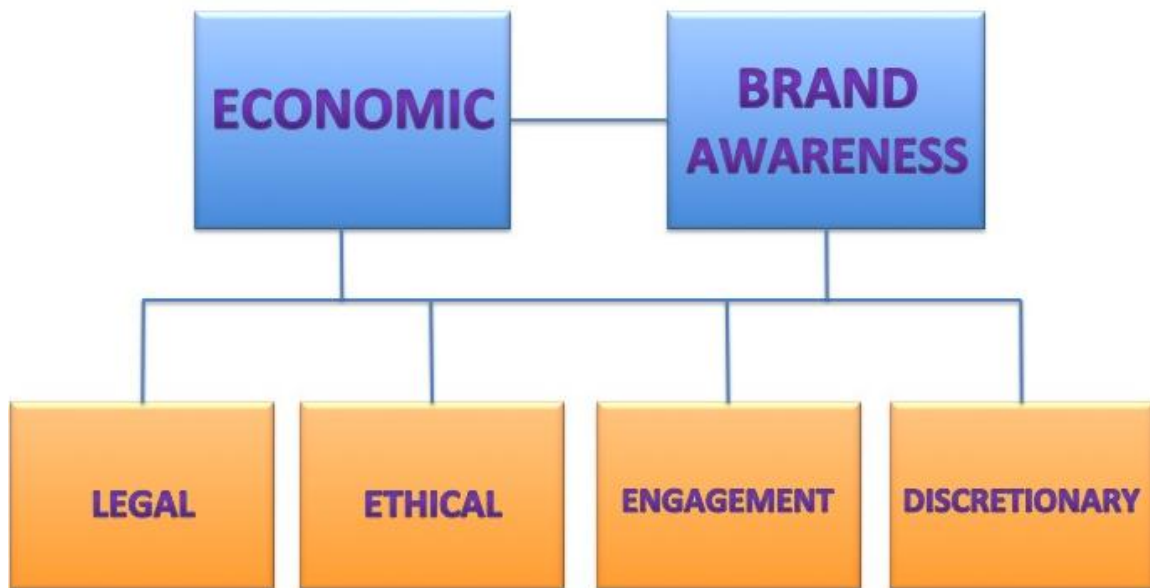 ECONOMIC
BRAND
AWARENESS
LEGAL
ETHICAL
ENGAGEMENT
DISCRETIONARY